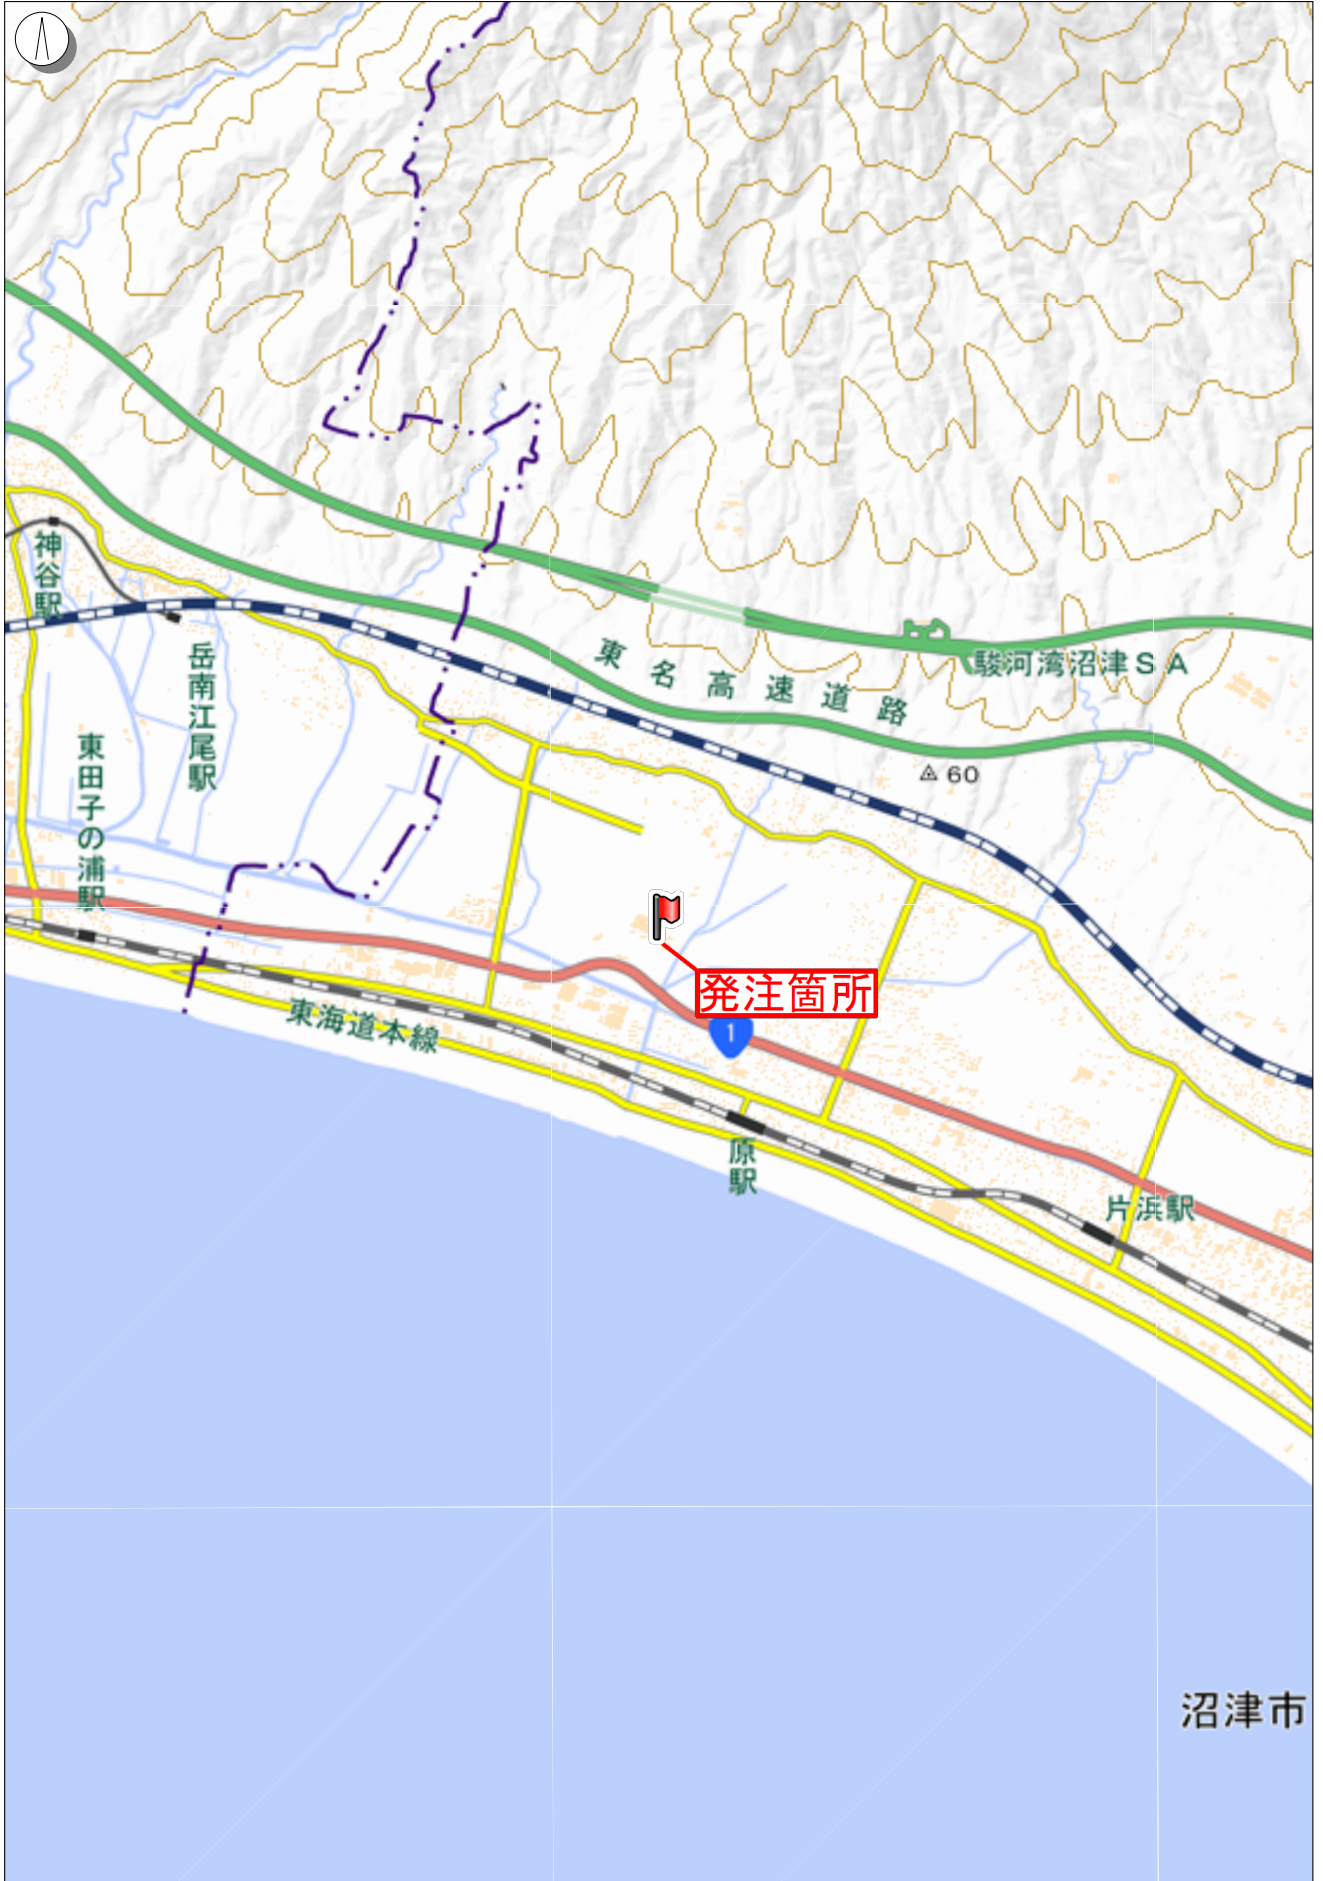 神谷駅
岳南江尾駅
東田子の浦駅
東名高速道路
駿河湾沼津SA
60
発注箇所
1
東海道本線
原駅
片浜駅
沼津市